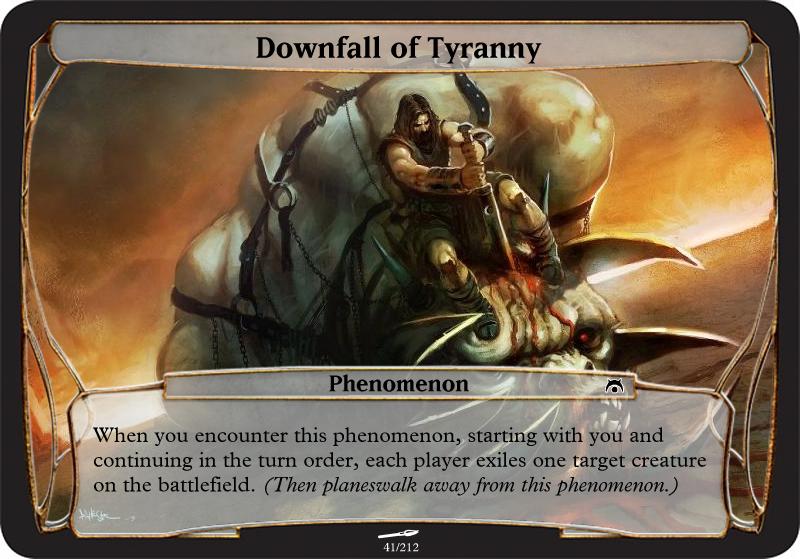 Downfall of Tyranny
Phenomenon
When you encounter this phenomenon, starting with you and
continuing in the turn order, each player exiles one target creature
on the battlefield. (Then planeswalk away from this phenomenon.)
41/212